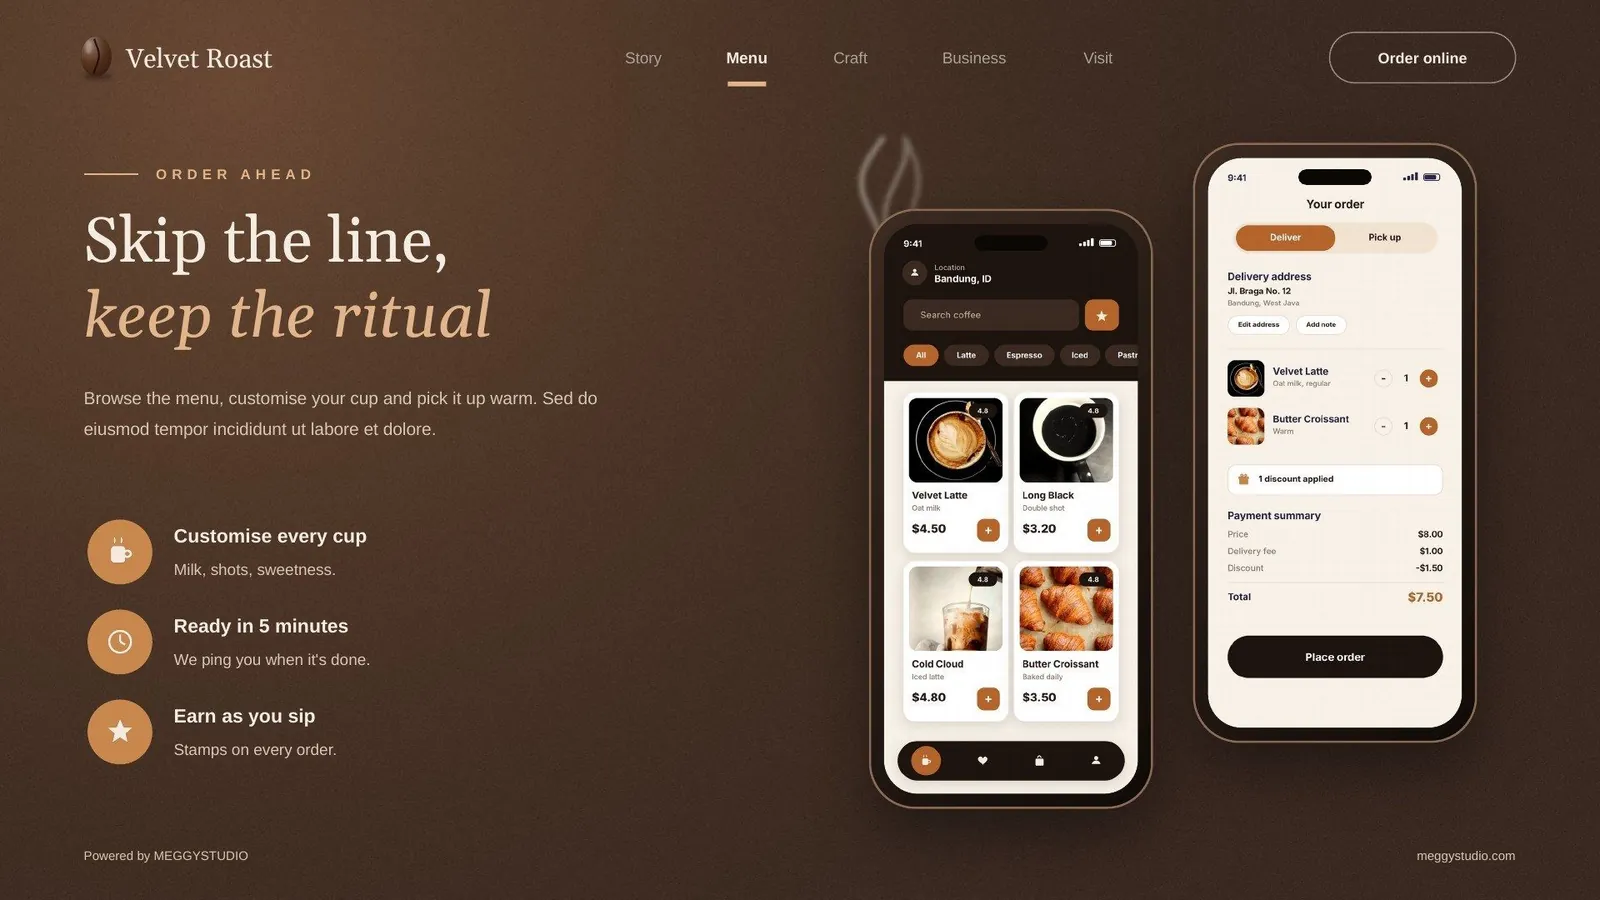 Velvet Roast
Story
Menu
Craft
Business
Visit
Order online
ORDER AHEAD
Skip the line,
keep the ritual
Browse the menu, customise your cup and pick it up warm. Sed do
eiusmod tempor incididunt ut labore et dolore.
Customise every cup
Milk, shots, sweetness.
Ready in 5 minutes
We ping you when it's done.
Earn as you sip
Stamps on every order.
9:41
Location
Bandung, ID
Search coffee
All
Latte
Espresso
Iced
Pastr
4.8
Velvet Latte
Oat milk
$4.50
+
4.8
Long Black
Double shot
$3.20
+
4.8
Cold Cloud
Iced latte
$4.80
+
4.8
Butter Croissant
Baked daily
$3.50
+
9:41
Your order
Deliver
Pick up
Delivery address
Jl. Braga No. 12
Bandung, West Java
Edit address
Add note
Velvet Latte
Oat milk, regular
- 1 +
Butter Croissant
Warm
- 1 +
1 discount applied
Payment summary
Price $8.00
Delivery fee $1.00
Discount -$1.50
Total $7.50
Place order
Powered by MEGGYSTUDIO
meggystudio.com